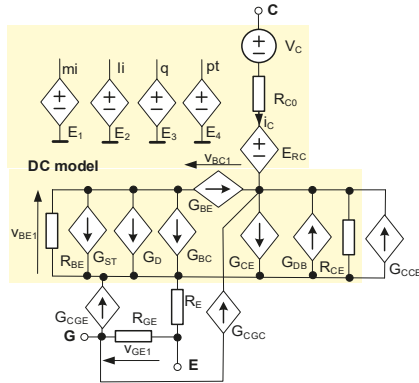 C
V_C
mi li q pt
R_C0
i_C
E_1 E_2 E_3 E_4
E_RC
v_BC1
DC model
G_BE
v_BE1
R_BE G_ST G_D G_BC G_CE G_DB R_CE G_CCE
G_CGE R_GE R_E G_CGC
G
v_GE1
E